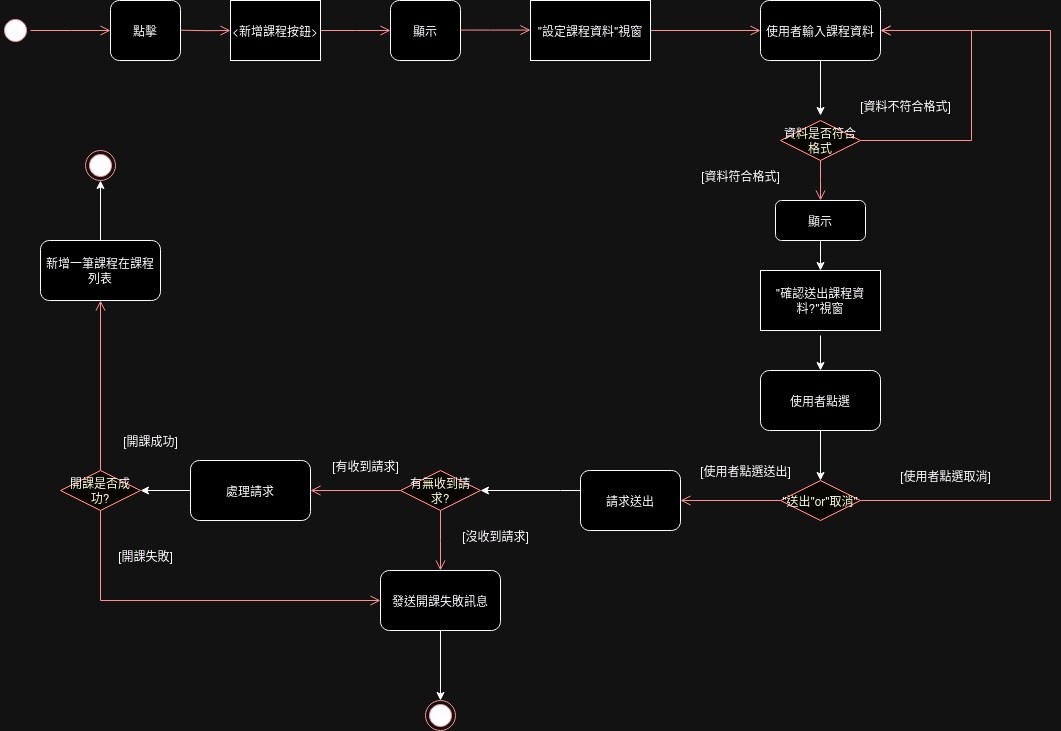 點擊
<新增課程按鈕>
顯示
"設定課程資料"視窗
使用者輸入課程資料
[資料不符合格式]
資料是否符合
格式
[資料符合格式]
顯示
"確認送出課程資
料?"視窗
使用者點選
[使用者點選送出]
"送出"or"取消"
[使用者點選取消]
請求送出
有無收到請
求?
[有收到請求]
[沒收到請求]
處理請求
開課是否成
功?
[開課成功]
[開課失敗]
新增一筆課程在課程
列表
發送開課失敗訊息